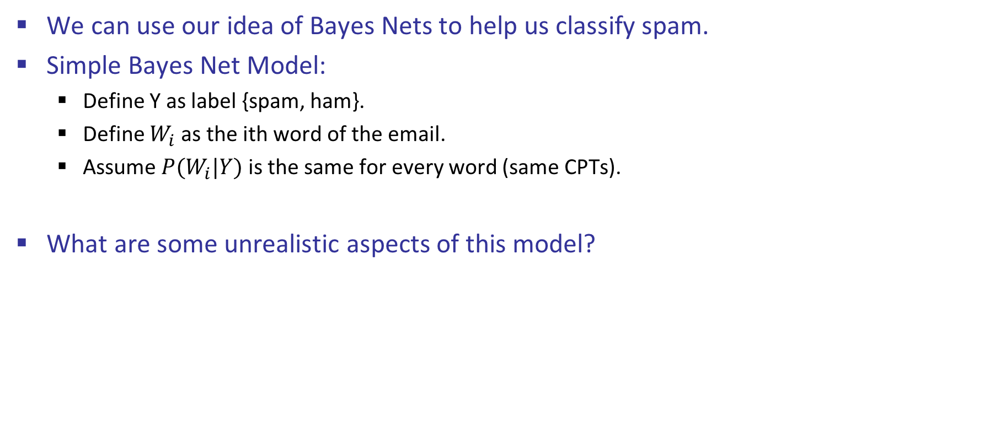 ▪ We can use our idea of Bayes Nets to help us classify spam.
▪ Simple Bayes Net Model:
▪ Define Y as label {spam, ham}.
▪ Define $W_i$ as the ith word of the email.
▪ Assume $P(W_i|Y)$ is the same for every word (same CPTs).
▪ What are some unrealistic aspects of this model?